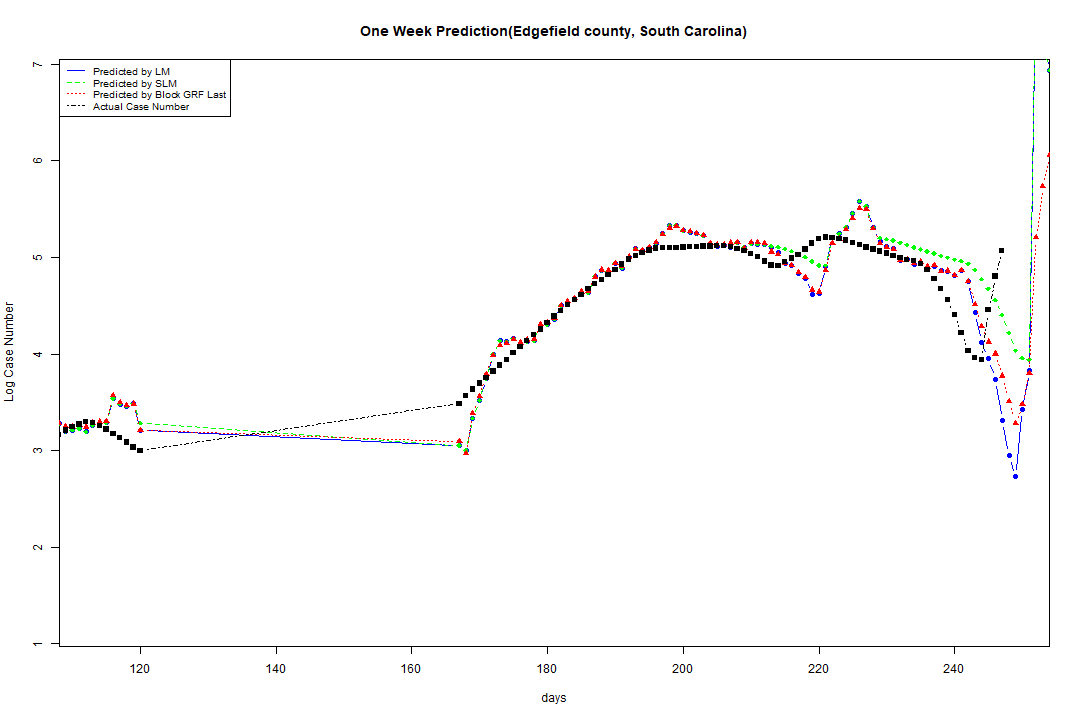 One Week Prediction(Edgefield county, South Carolina)
Predicted by LM
Predicted by SLM
Predicted by Block GRF Last
Actual Case Number
7
6
5
4
3
2
1
Log Case Number
120 140 160 180 200 220 240
days